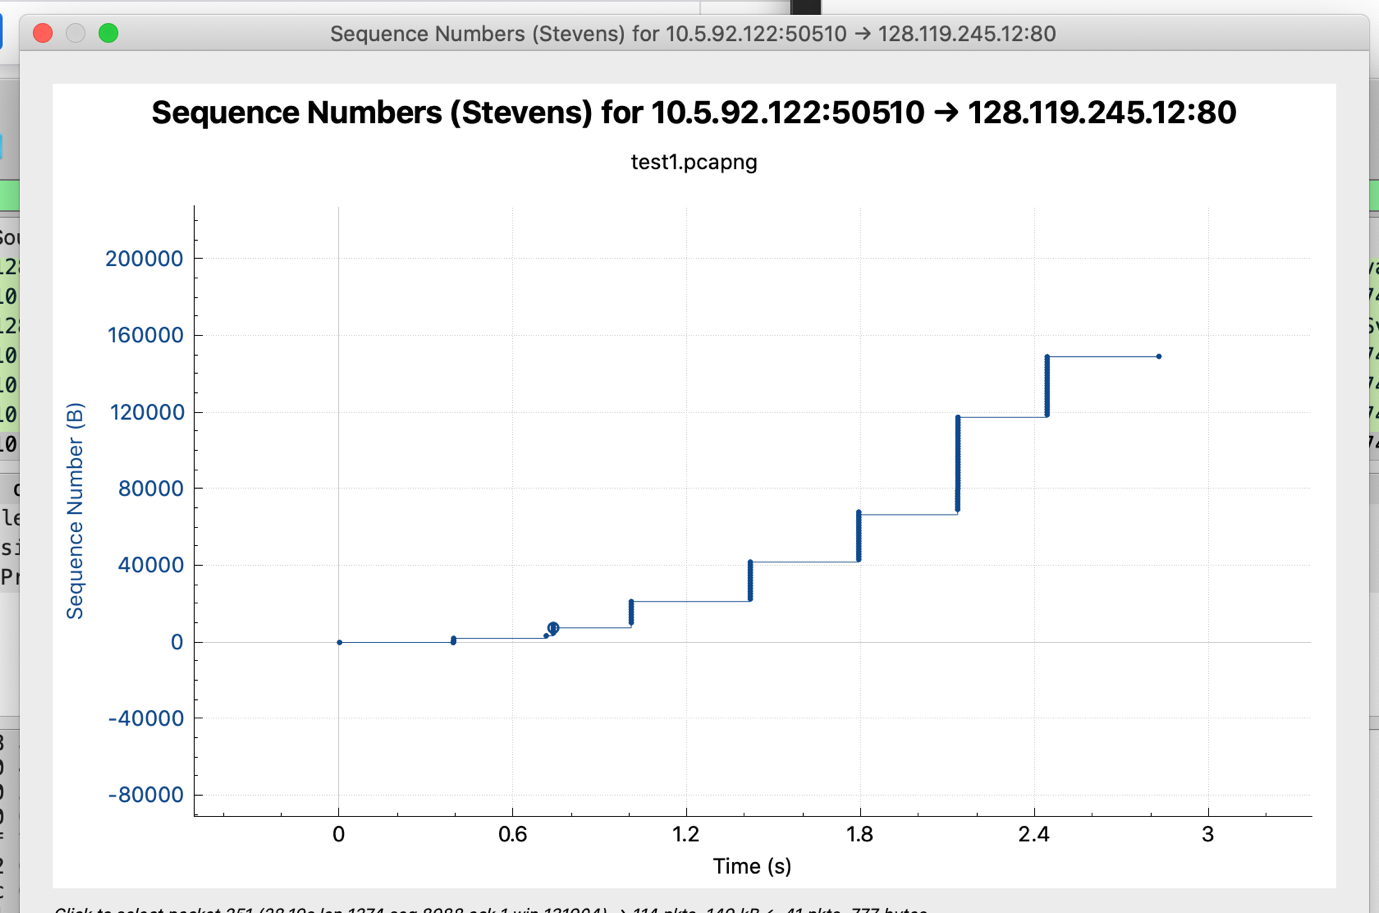 Sequence Numbers (Stevens) for 10.5.92.122:50510 → 128.119.245.12:80
Sequence Numbers (Stevens) for 10.5.92.122:50510 → 128.119.245.12:80
test1.pcapng
Sequence Number (B)
200000
160000
120000
80000
40000
0
-40000
-80000
0 0.6 1.2 1.8 2.4 3
Time (s)